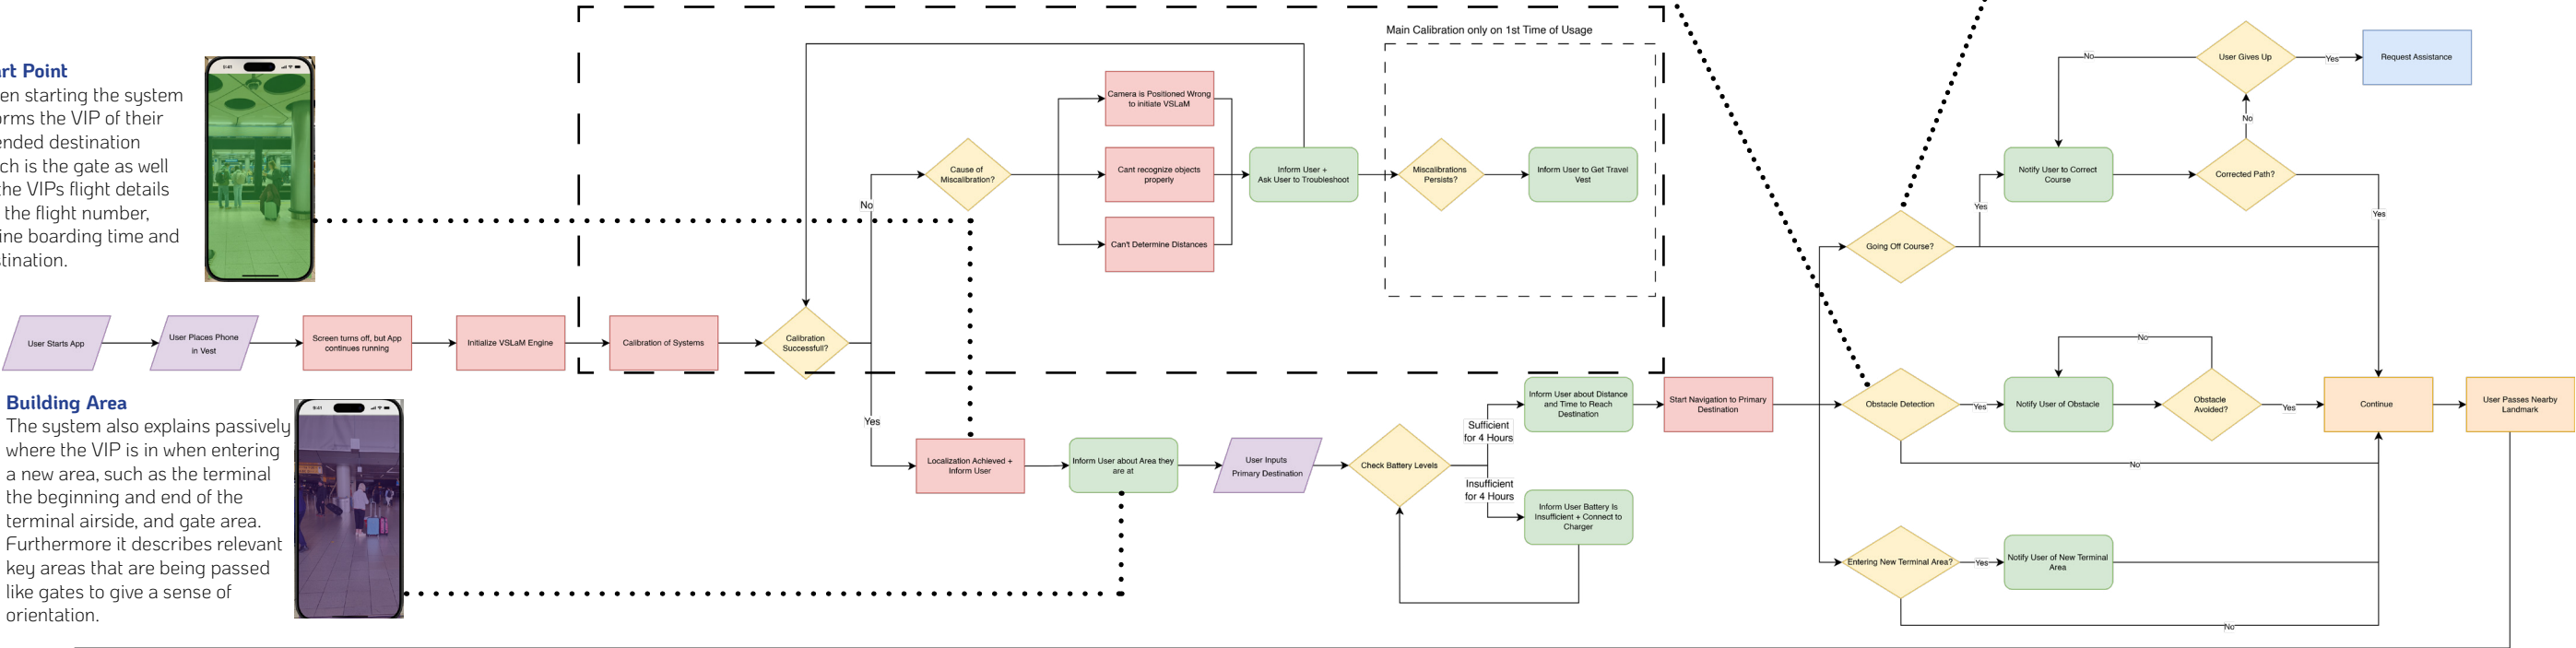 art Point
en starting the system
orms the VIP of their
ended destination
ch is the gate as well
the VIPs flight details
the flight number,
ine boarding time and
stination.
9:41
Building Area
The system also explains passively
where the VIP is in when entering
a new area, such as the terminal
the beginning and end of the
terminal airside, and gate area.
Furthermore it describes relevant
key areas that are being passed
like gates to give a sense of
orientation.
9:41
User Starts App
User Places Phone
in Vest
Screen turns off, but App
continues running
Initialize VSLaM Engine
Calibration of Systems
Calibration
Successfull?
No
Yes
Cause of
Miscalibration?
Camera is Positioned Wrong
to initiate VSLaM
Cant recognize objects
properly
Can't Determine Distances
Inform User +
Ask User to Troubleshoot
Main Calibration only on 1st Time of Usage
Miscalibrations
Persists?
Inform User to Get Travel
Vest
Localization Achieved +
Inform User
Inform User about Area they
are at
User Inputs
Primary Destination
Check Battery Levels
Sufficient
for 4 Hours
Insufficient
for 4 Hours
Inform User about Distance
and Time to Reach
Destination
Inform User Battery Is
Insufficient + Connect to
Charger
Start Navigation to Primary
Destination
Going Off Course?
Yes
Notify User to Correct
Course
Corrected Path?
No
User Gives Up
No
Yes
Request Assistance
Yes
Obstacle Detection
Yes
Notify User of Obstacle
Obstacle
Avoided?
No
Yes
No
Continue
User Passes Nearby
Landmark
Entering New Terminal Area?
Yes
Notify User of New Terminal
Area
No